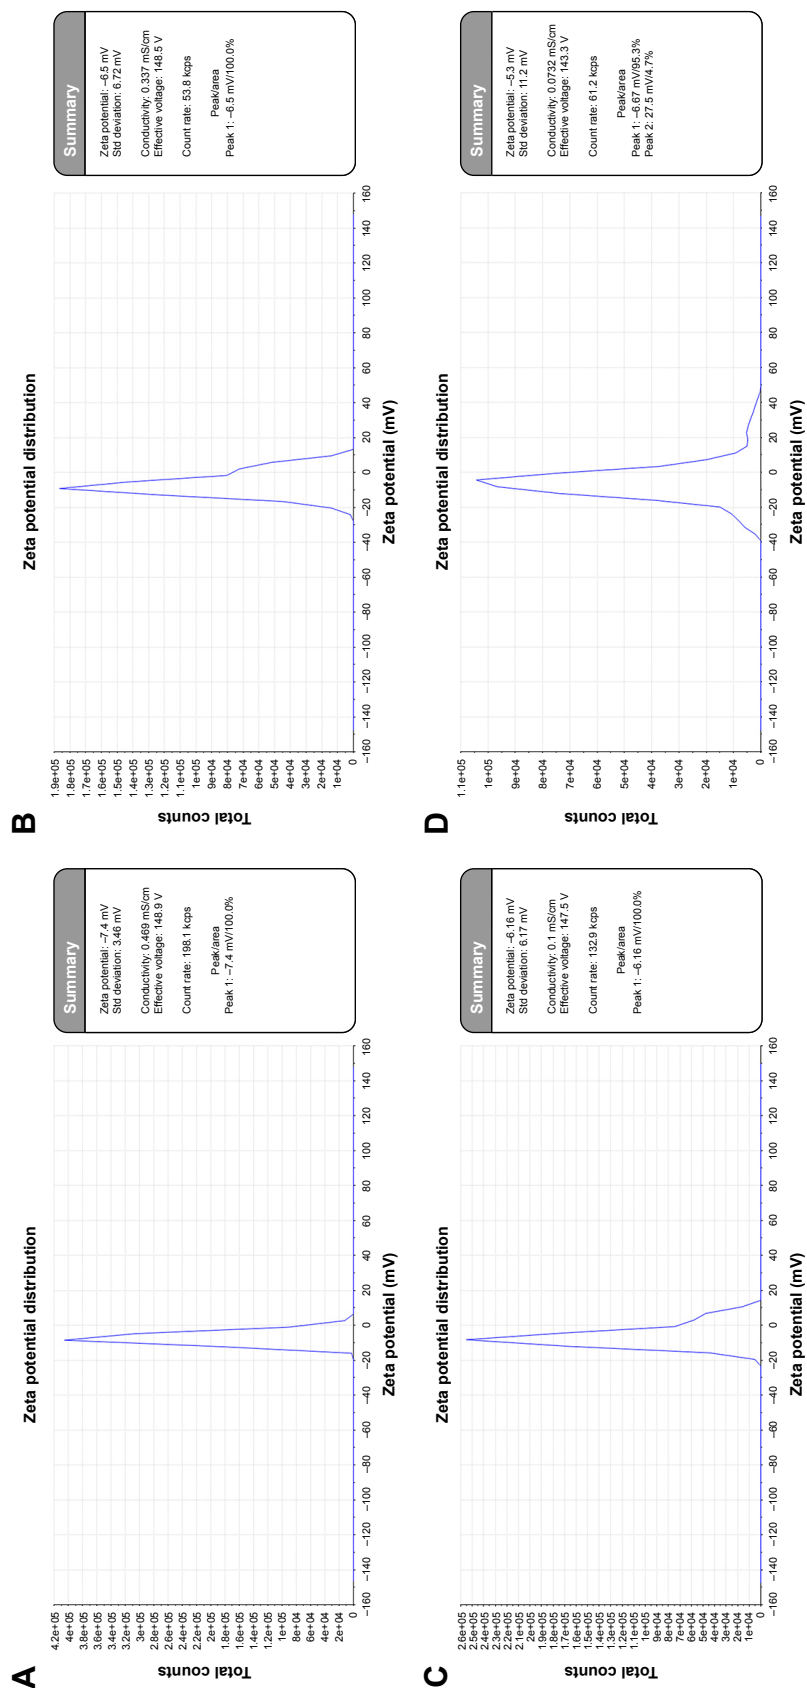 A
Zeta potential distribution
Total counts
4.2e+05
4e+05
3.8e+05
3.6e+05
3.4e+05
3.2e+05
3e+05
2.8e+05
2.6e+05
2.4e+05
2.2e+05
2e+05
1.8e+05
1.6e+05
1.4e+05
1.2e+05
1e+05
8e+04
6e+04
4e+04
2e+04
0
–160 –140 –120 –100 –80 –60 –40 –20 0 20 40 60 80 100 120 140 160
Zeta potential (mV)
Summary
Zeta potential: –7.4 mV
Std deviation: 3.46 mV
Conductivity: 0.469 mS/cm
Effective voltage: 148.9 V
Count rate: 198.1 kcps
Peak/area
Peak 1: –7.4 mV/100.0%
B
Zeta potential distribution
Total counts
1.9e+05
1.8e+05
1.7e+05
1.6e+05
1.5e+05
1.4e+05
1.3e+05
1.2e+05
1.1e+05
1e+05
9e+04
8e+04
7e+04
6e+04
5e+04
4e+04
3e+04
2e+04
1e+04
0
–160 –140 –120 –100 –80 –60 –40 –20 0 20 40 60 80 100 120 140 160
Zeta potential (mV)
Summary
Zeta potential: –6.5 mV
Std deviation: 6.72 mV
Conductivity: 0.337 mS/cm
Effective voltage: 148.5 V
Count rate: 53.8 kcps
Peak/area
Peak 1: –6.5 mV/100.0%
C
Zeta potential distribution
Total counts
2.6e+05
2.5e+05
2.4e+05
2.3e+05
2.2e+05
2.1e+05
2e+05
1.9e+05
1.8e+05
1.7e+05
1.6e+05
1.5e+05
1.4e+05
1.3e+05
1.2e+05
1.1e+05
1e+05
9e+04
8e+04
7e+04
6e+04
5e+04
4e+04
3e+04
2e+04
1e+04
0
–160 –140 –120 –100 –80 –60 –40 –20 0 20 40 60 80 100 120 140 160
Zeta potential (mV)
Summary
Zeta potential: –6.16 mV
Std deviation: 6.17 mV
Conductivity: 0.1 mS/cm
Effective voltage: 147.5 V
Count rate: 132.9 kcps
Peak/area
Peak 1: –6.16 mV/100.0%
D
Zeta potential distribution
Total counts
1.1e+05
1e+05
9e+04
8e+04
7e+04
6e+04
5e+04
4e+04
3e+04
2e+04
1e+04
0
–160 –140 –120 –100 –80 –60 –40 –20 0 20 40 60 80 100 120 140 160
Zeta potential (mV)
Summary
Zeta potential: –5.3 mV
Std deviation: 11.2 mV
Conductivity: 0.0732 mS/cm
Effective voltage: 143.3 V
Count rate: 61.2 kcps
Peak/area
Peak 1: –6.67 mV/95.3%
Peak 2: 27.5 mV/4.7%